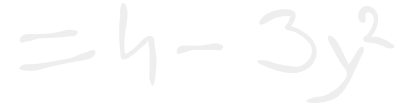 = 4 - 3y²